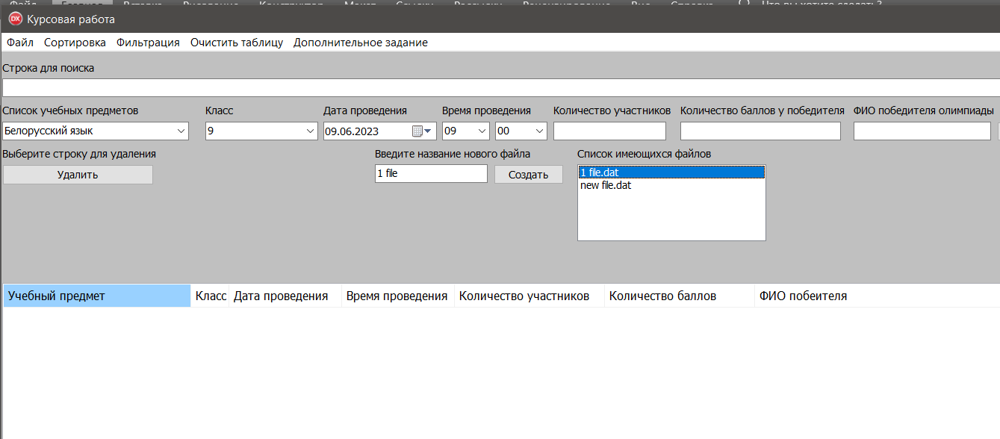 DX Курсовая работа
Файл Сортировка Фильтрация Очистить таблицу Дополнительное задание
Строка для поиска
Список учебных предметов Класс Дата проведения Время проведения Количество участников Количество баллов у победителя ФИО победителя олимпиады
Белорусский язык 9 09.06.2023 09 00
Выберите строку для удаления Введите название нового файла Список имеющихся файлов
Удалить 1 file Создать 1 file.dat
new file.dat
Учебный предмет Класс Дата проведения Время проведения Количество участников Количество баллов ФИО побеителя